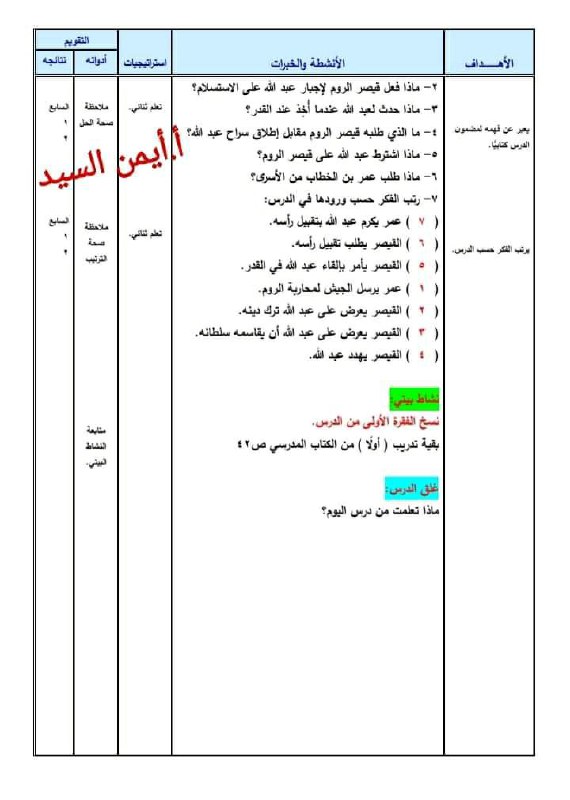 التقويم
الأهـــداف
الأنشطة والخبرات
استراتيجيات
أدواته
نتائجه
٢- ماذا فعل قيصر الروم لإجبار عبد الله على الاستسلام؟
٣- ماذا حدث لعبد الله عندما أُخِذ عند القدر؟
٤- ما الذي طلبه قيصر الروم مقابل إطلاق سراح عبد الله؟
٥- ماذا اشترط عبد الله على قيصر الروم؟
٦- ماذا طلب عمر بن الخطاب من الأسرى؟
٧- رتب الفكر حسب ورودها في الدرس:
( ٧ ) عمر يكرم عبد الله بتقبيل رأسه.
( ٦ ) القيصر يطلب تقبيل رأسه.
( ٥ ) القيصر يأمر بإلقاء عبد الله في القدر.
( ١ ) عمر يرسل الجيش لمحاربة الروم.
( ٢ ) القيصر يعرض على عبد الله ترك دينه.
( ٣ ) القيصر يعرض على عبد الله أن يقاسمه سلطانه.
( ٤ ) القيصر يهدد عبد الله.
نشاط بيتي:
نسخ الفقرة الأولى من الدرس.
بقية تدريب ( أولًا ) من الكتاب المدرسي ص٤٢
غلق الدرس:
ماذا تعلمت من درس اليوم؟
يعبر عن فهمه لمضمون
الدرس كتابيًا.
يرتب الفكر حسب الدرس.
تعلم ثنائي.
تعلم ثنائي.
ملاحظة
صحة الحل
ملاحظة
صحة
الترتيب
متابعة
النشاط
البيتي.
السابع
١
٢
السابع
١
٢
أ.أيمن السيد